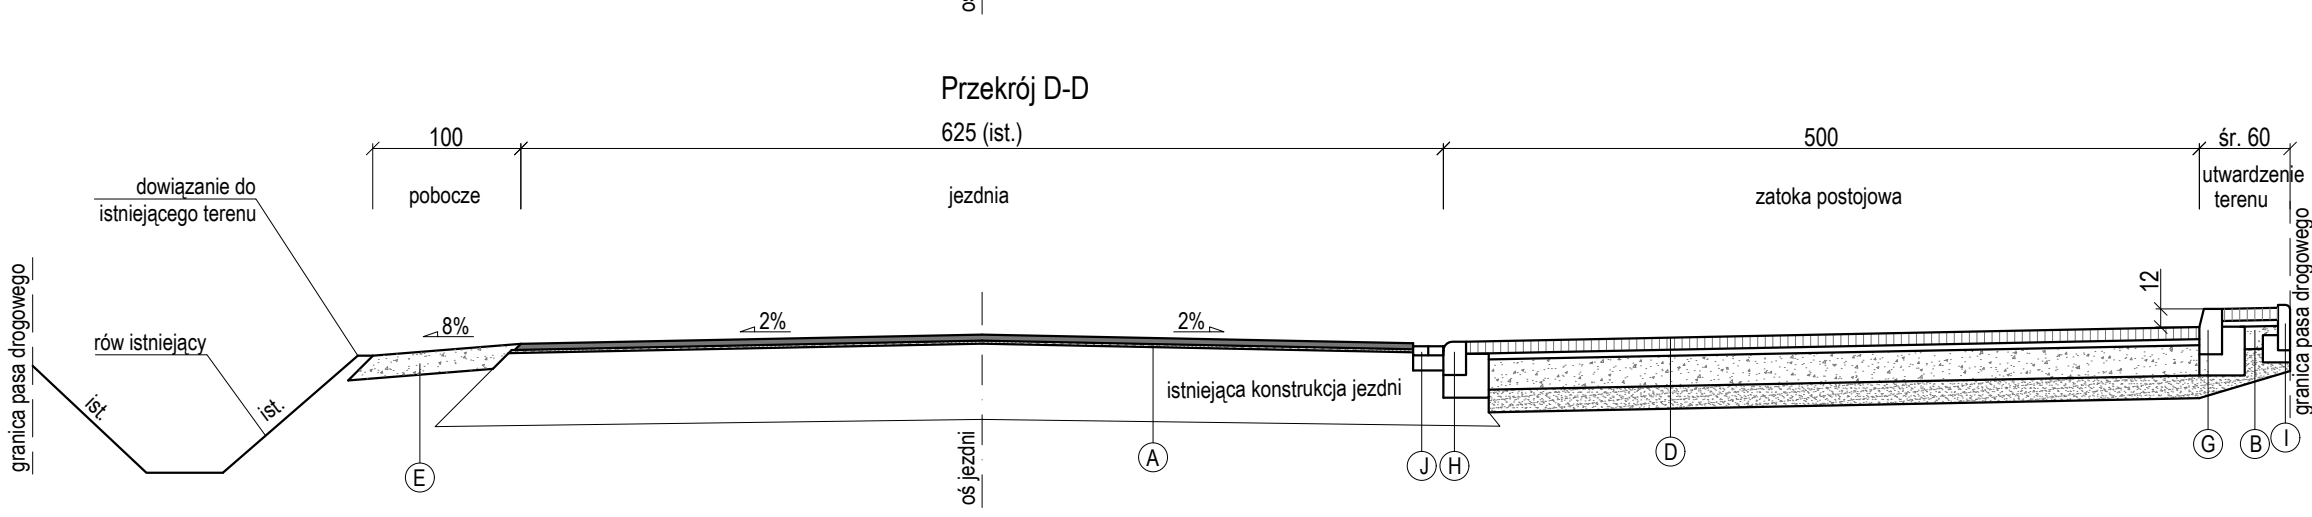 Przekrój D-D
100
625 (ist.)
500
śr. 60
pobocze
jezdnia
zatoka postojowa
utwardzenie
terenu
dowiązanie do
istniejącego terenu
rów istniejący
granica pasa drogowego
ist.
ist.
8%
2%
2%
12
istniejąca konstrukcja jezdni
oś jezdni
granica pasa drogowego
E
A
J
H
D
G
B
I